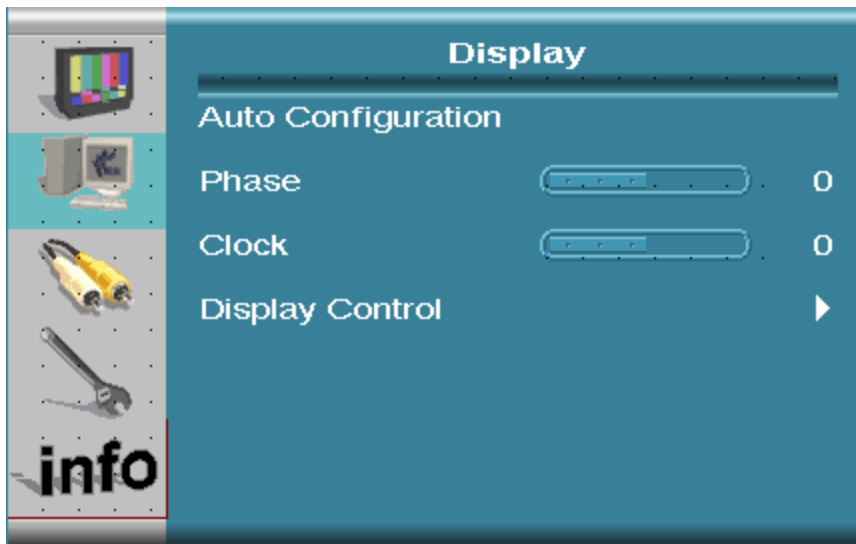 Display
Auto Configuration
Phase 0
Clock 0
Display Control
info